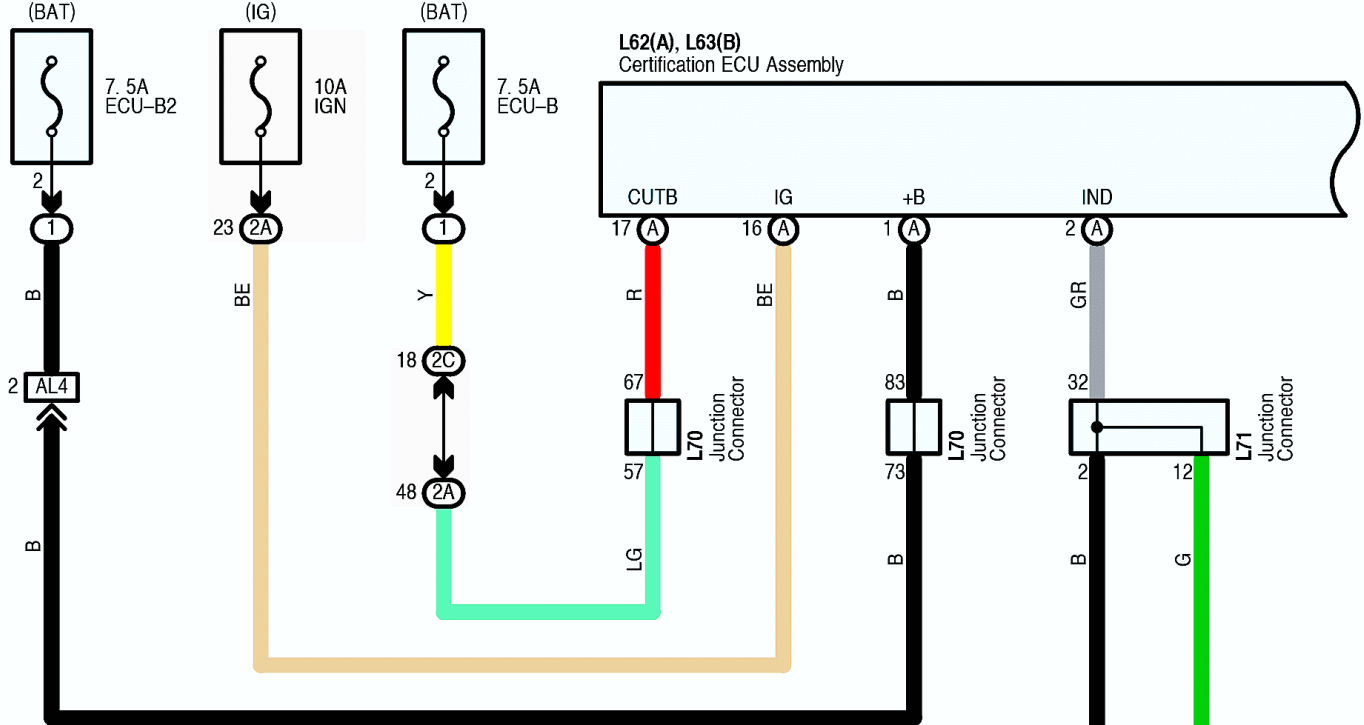 (BAT)
(IG)
(BAT)
L62(A), L63(B)
Certification ECU Assembly
7. 5A
ECU–B2
10A
IGN
7. 5A
ECU–B
CUTB
IG
+B
IND
2
2
1
23 2A
1
17 A
16 A
1 A
2 A
B
BE
Y
R
BE
B
GR
18 2C
2 AL4
67
83
32
L70
Junction
Connector
L70
Junction
Connector
L71
Junction
Connector
57
73
2
12
48 2A
B
LG
B
B
G